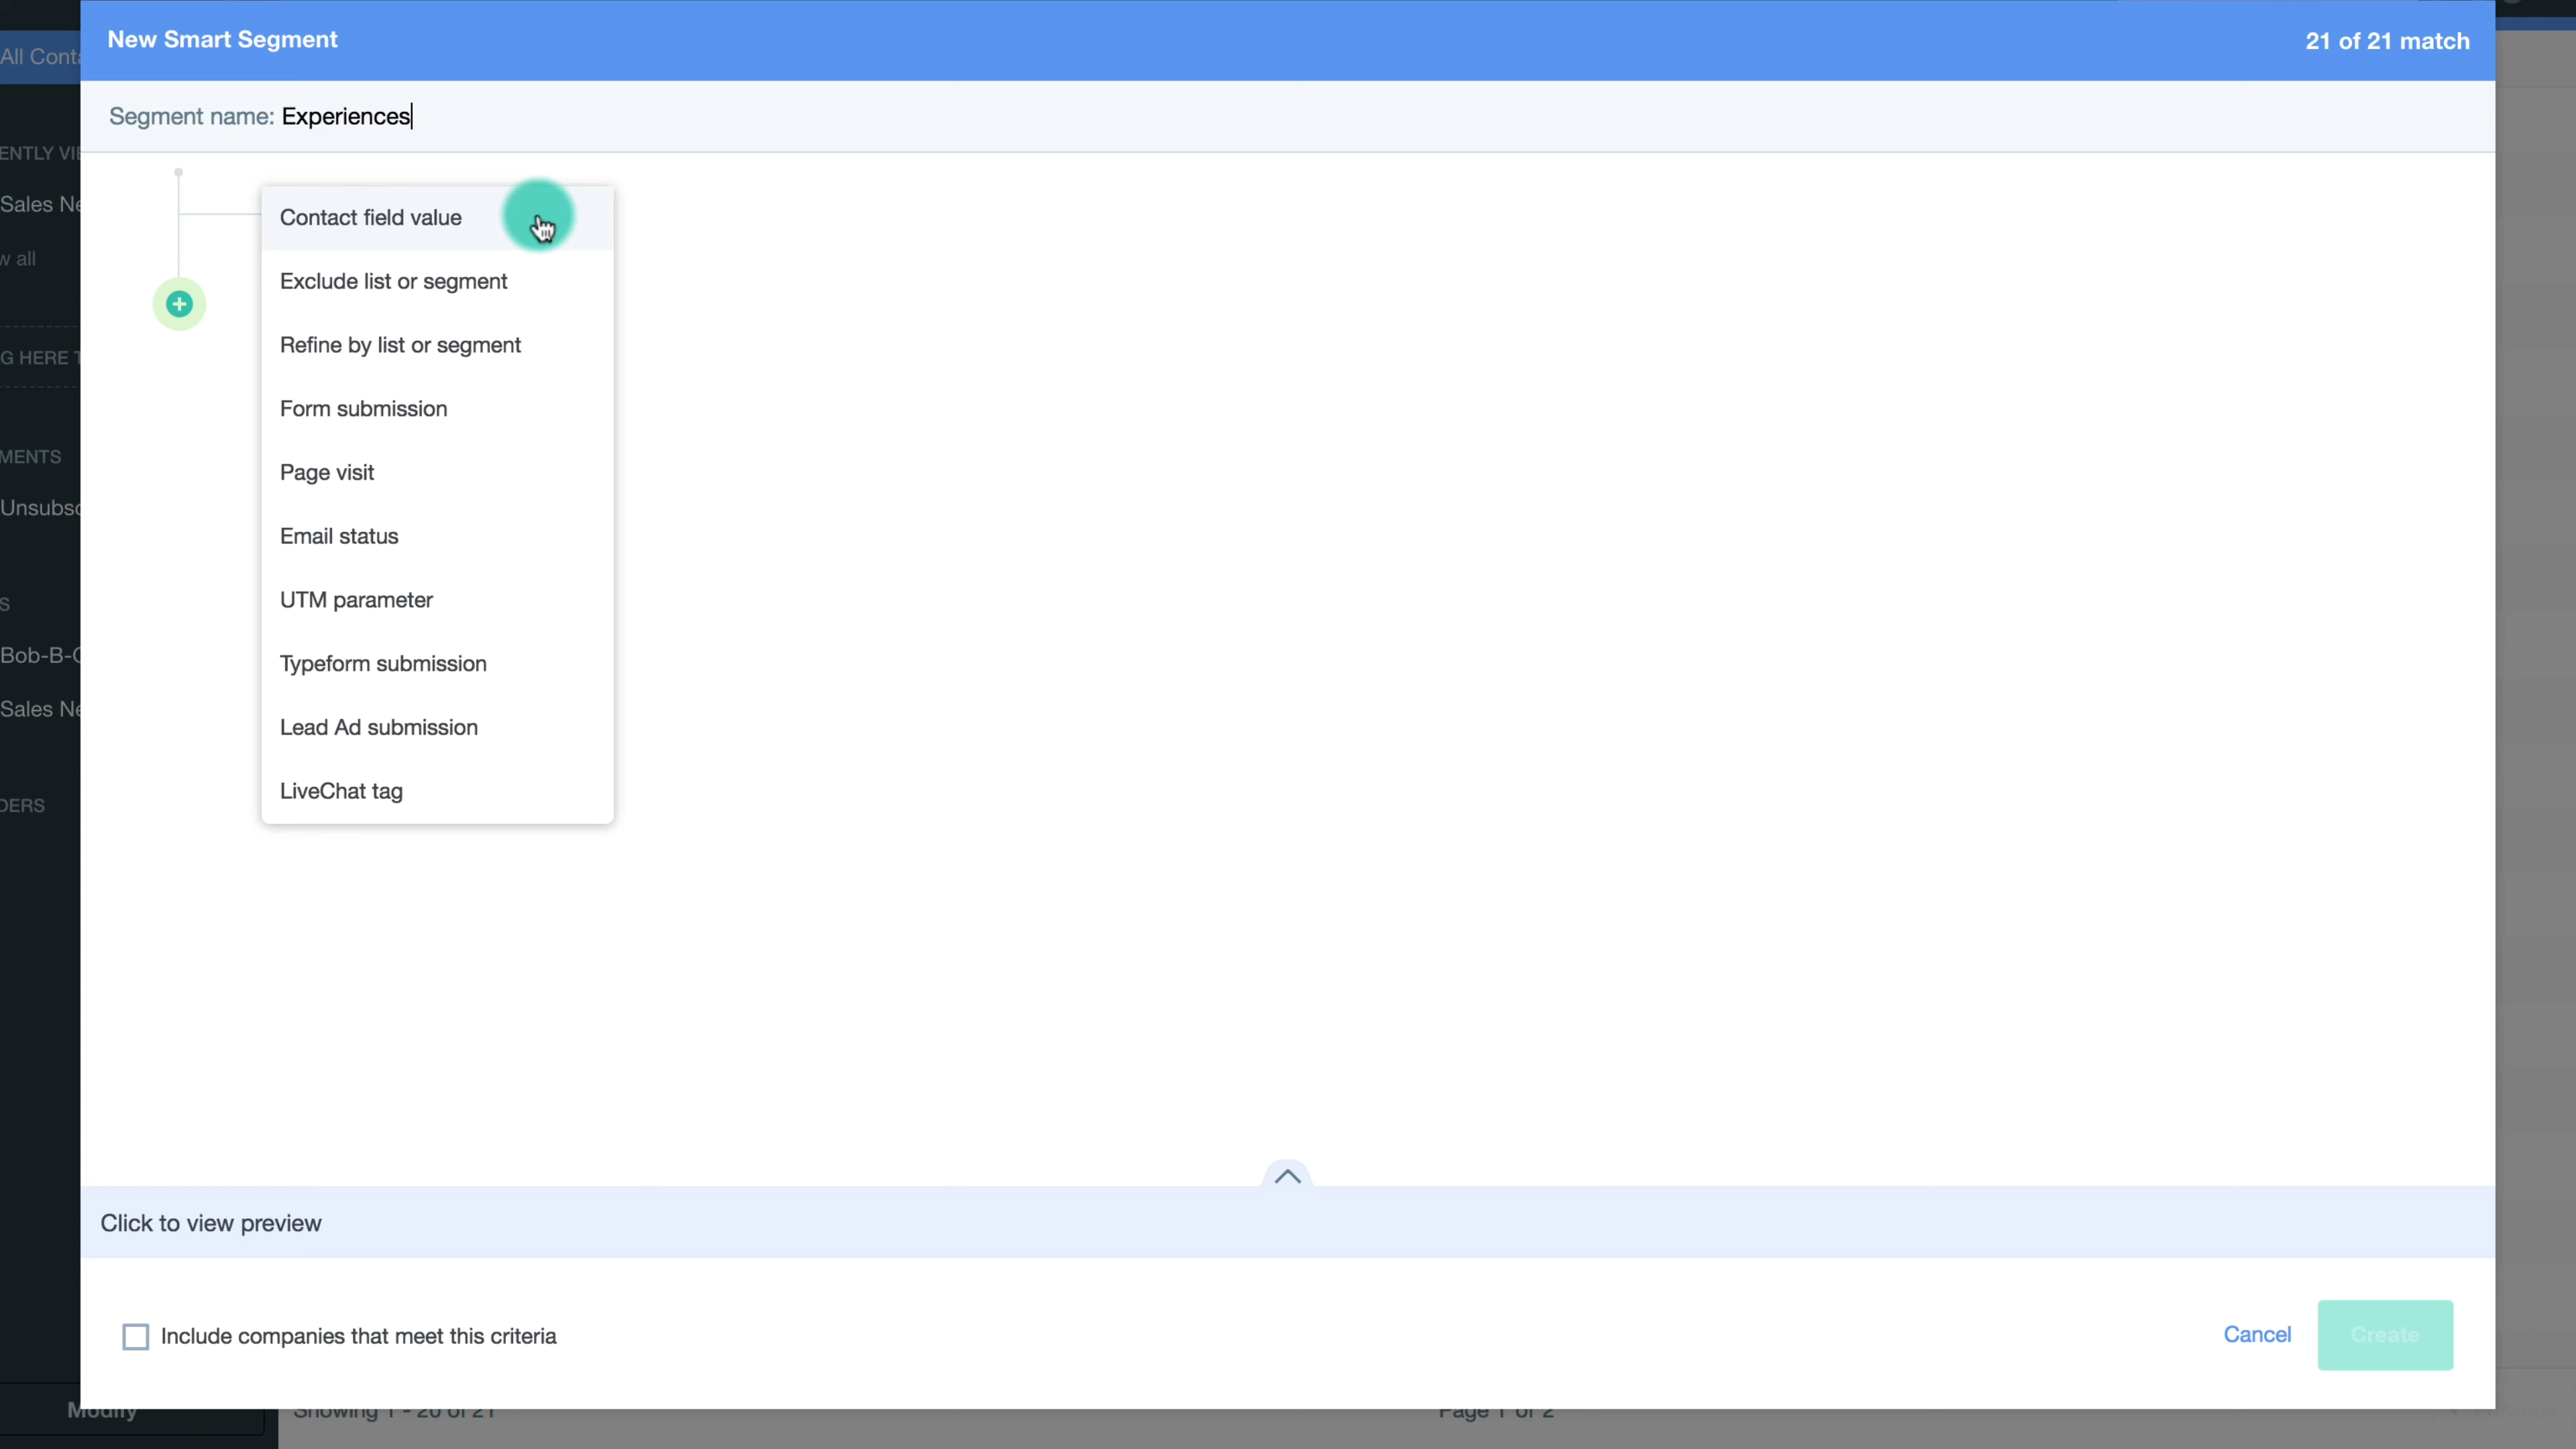 New Smart Segment
21 of 21 match
All Conta
Segment name: Experiences
ENTLY VIE
Sales Ne
w all
G HERE T
MENTS
Unsubsc
S
Bob-B-C
Sales Ne
DERS
Contact field value
Exclude list or segment
Refine by list or segment
Form submission
Page visit
Email status
UTM parameter
Typeform submission
Lead Ad submission
LiveChat tag
Click to view preview
Include companies that meet this criteria
Cancel
Create
Modify
Showing 1 - 20 of 21
Page 1 of 2